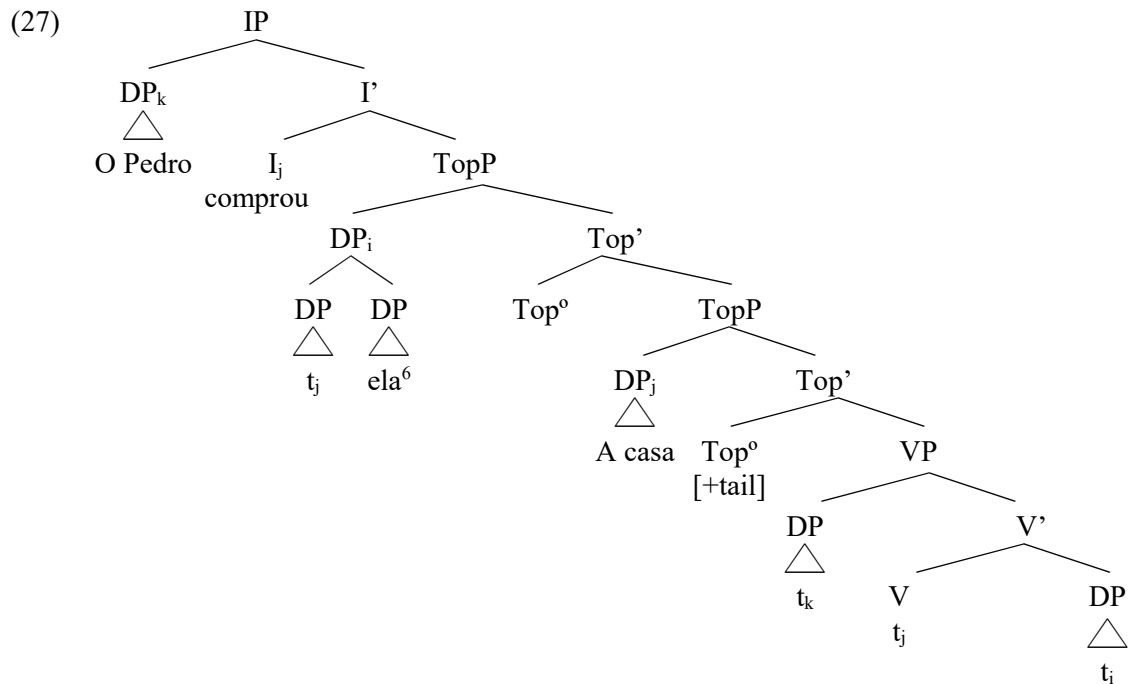 (27) IP
DPk I’
O Pedro Ij TopP
comprou
DPi Top’
DP DP Topº TopP
tj ela6 DPj Top’
A casa Topº VP
[+tail]
DP V’
tk V DP
tj
ti